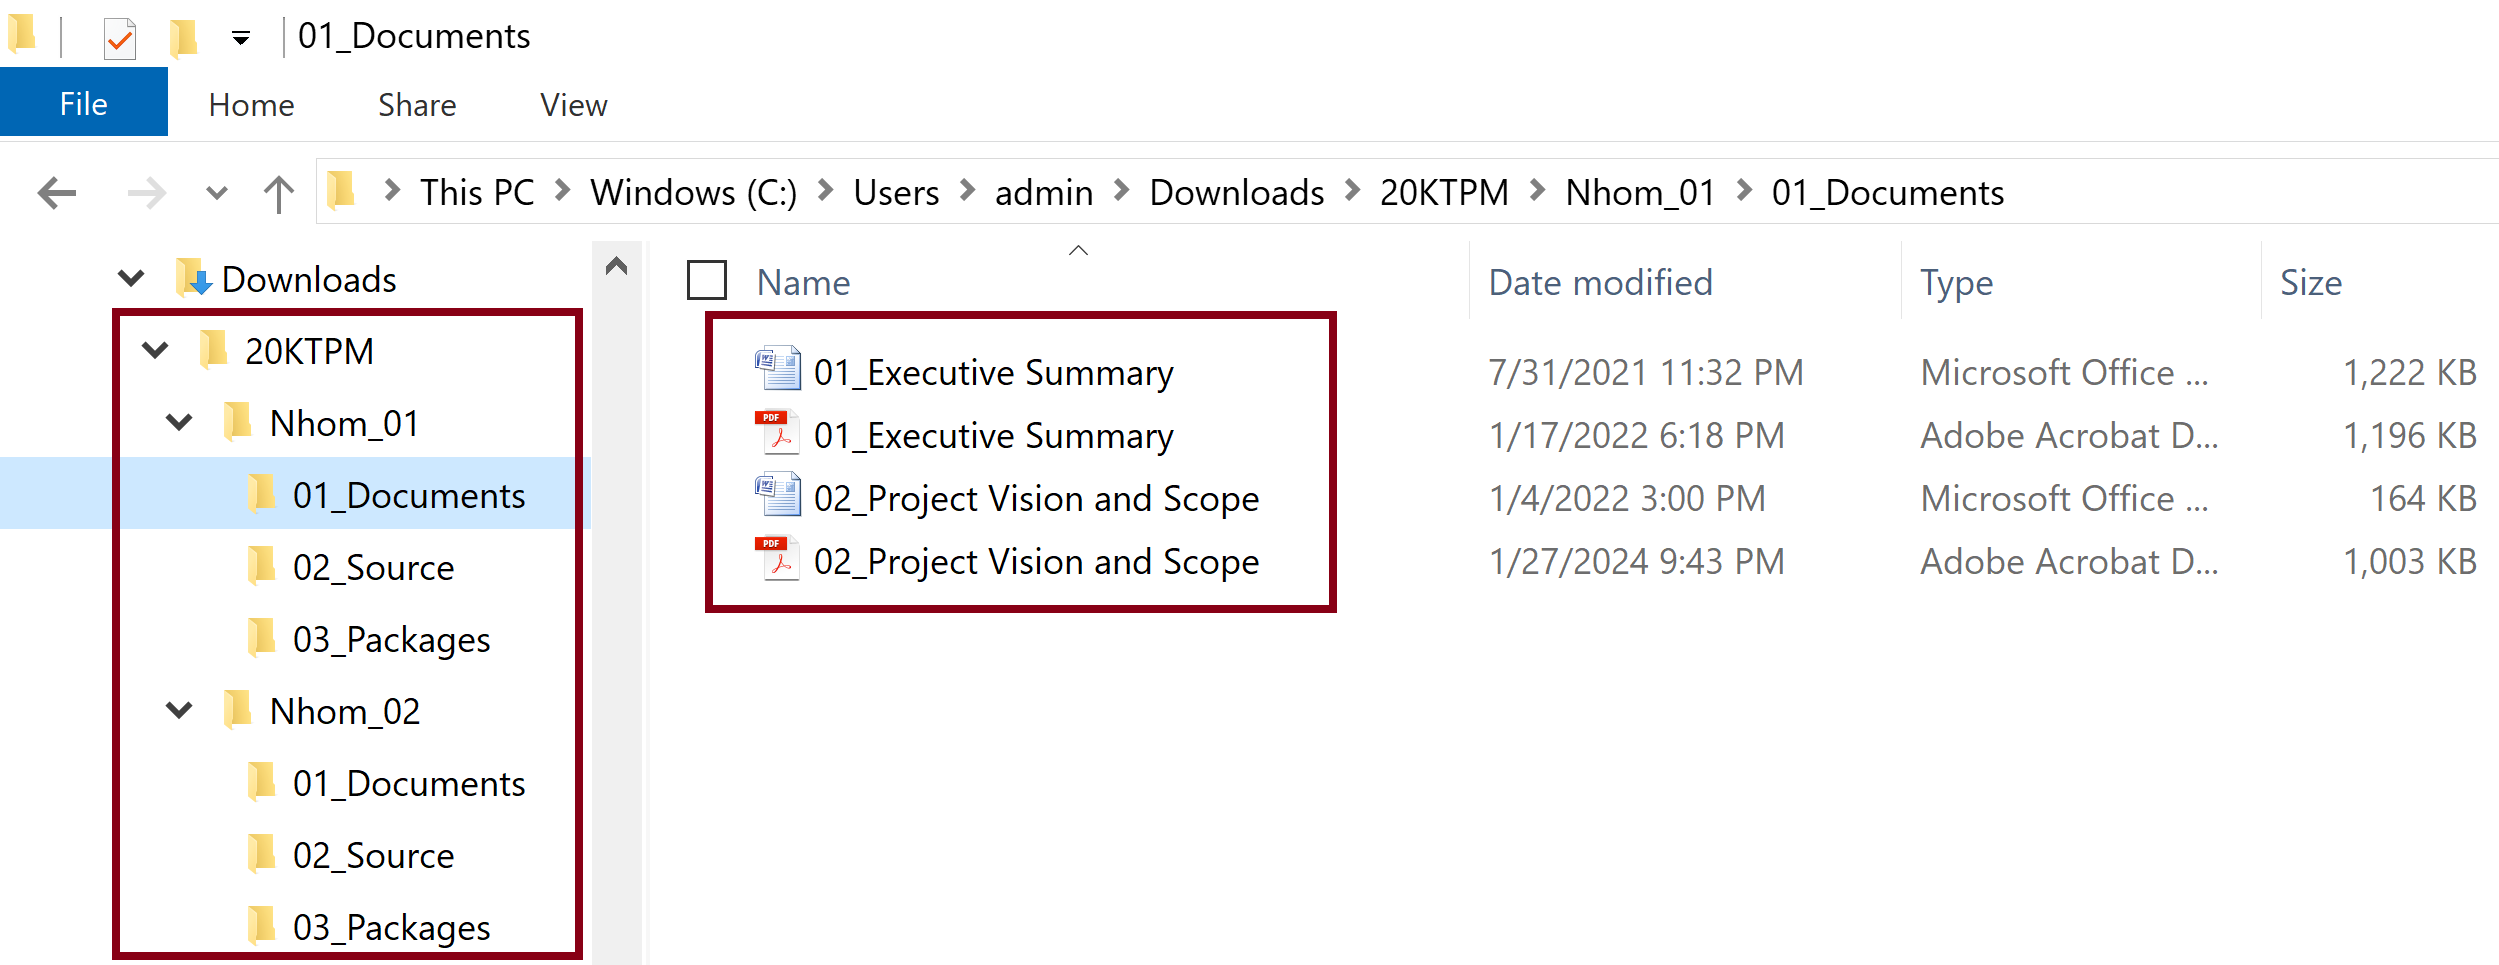 01_Documents
File Home Share View
This PC Windows (C:) Users admin Downloads 20KTPM Nhom_01 01_Documents
Downloads
20KTPM
Nhom_01
01_Documents
02_Source
03_Packages
Nhom_02
01_Documents
02_Source
03_Packages
Name Date modified Type Size
01_Executive Summary 7/31/2021 11:32 PM Microsoft Office ... 1,222 KB
PDF 01_Executive Summary 1/17/2022 6:18 PM Adobe Acrobat D... 1,196 KB
02_Project Vision and Scope 1/4/2022 3:00 PM Microsoft Office ... 164 KB
PDF 02_Project Vision and Scope 1/27/2024 9:43 PM Adobe Acrobat D... 1,003 KB